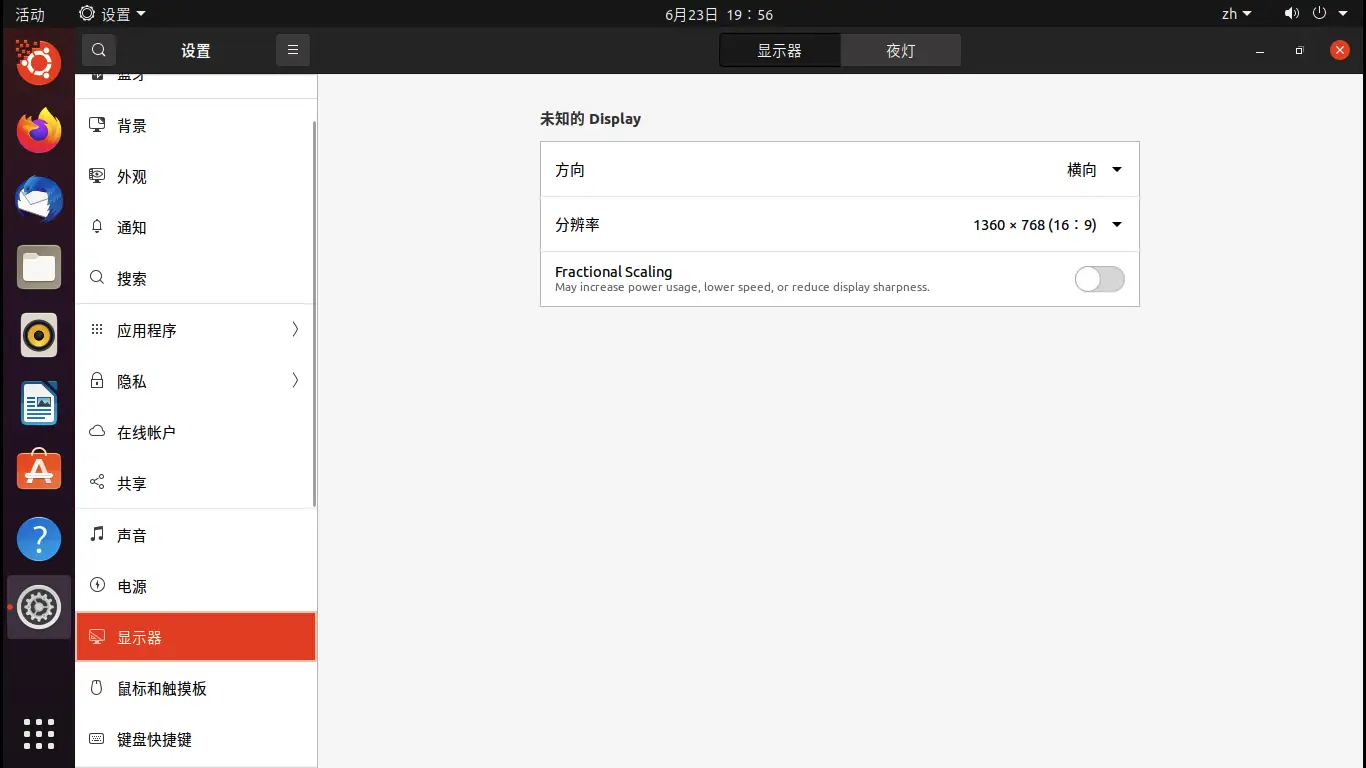 活动
设置
6月23日 19：56
zh
设置
显示器
夜灯
蓝牙
背景
外观
通知
搜索
应用程序
隐私
在线帐户
共享
声音
电源
显示器
鼠标和触摸板
键盘快捷键
未知的 Display
方向
横向
分辨率
1360 × 768 (16：9)
Fractional Scaling
May increase power usage, lower speed, or reduce display sharpness.